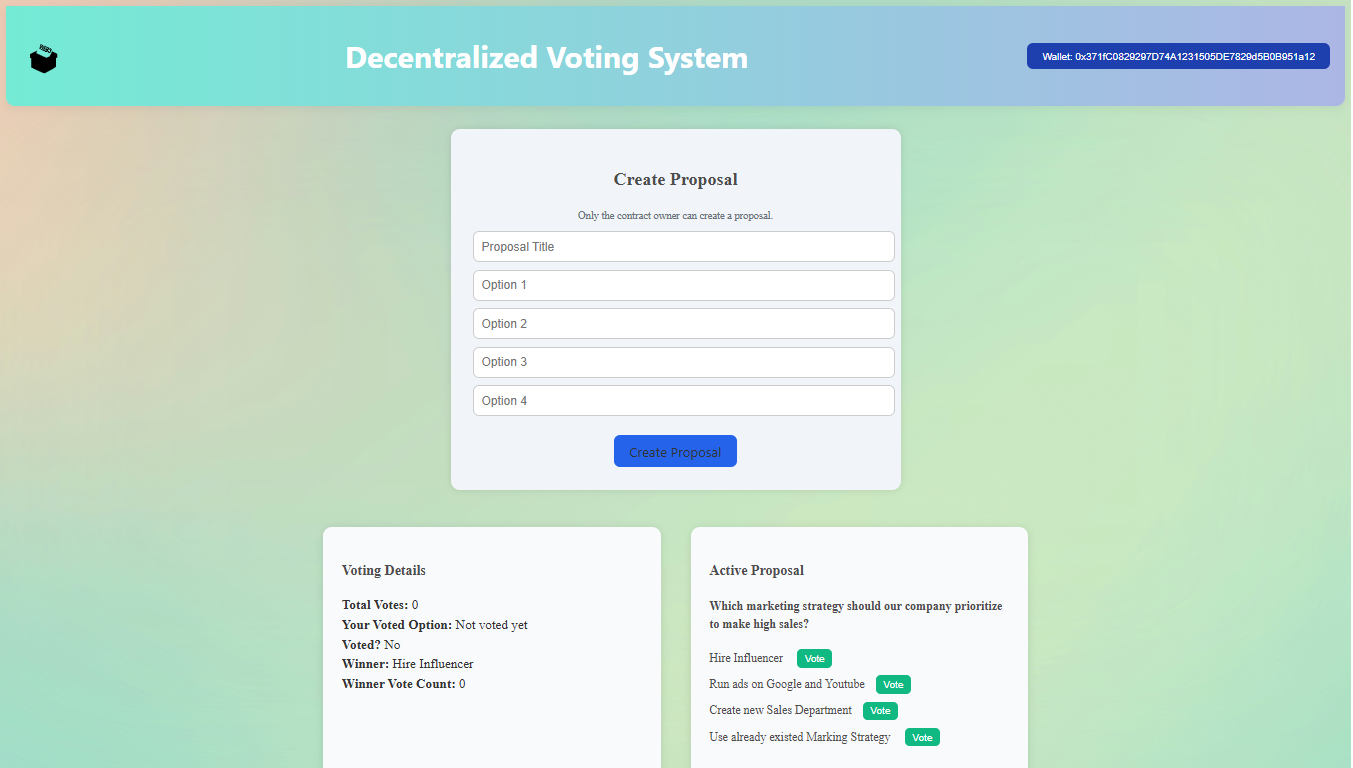 Decentralized Voting System
Wallet: 0x371fC0829297D74A1231505DE7829d5B0B951a12
Create Proposal
Only the contract owner can create a proposal.
Proposal Title
Option 1
Option 2
Option 3
Option 4
Create Proposal
Voting Details
Total Votes: 0
Your Voted Option: Not voted yet
Voted? No
Winner: Hire Influencer
Winner Vote Count: 0
Active Proposal
Which marketing strategy should our company prioritize
to make high sales?
Hire Influencer Vote
Run ads on Google and Youtube Vote
Create new Sales Department Vote
Use already existed Marking Strategy Vote